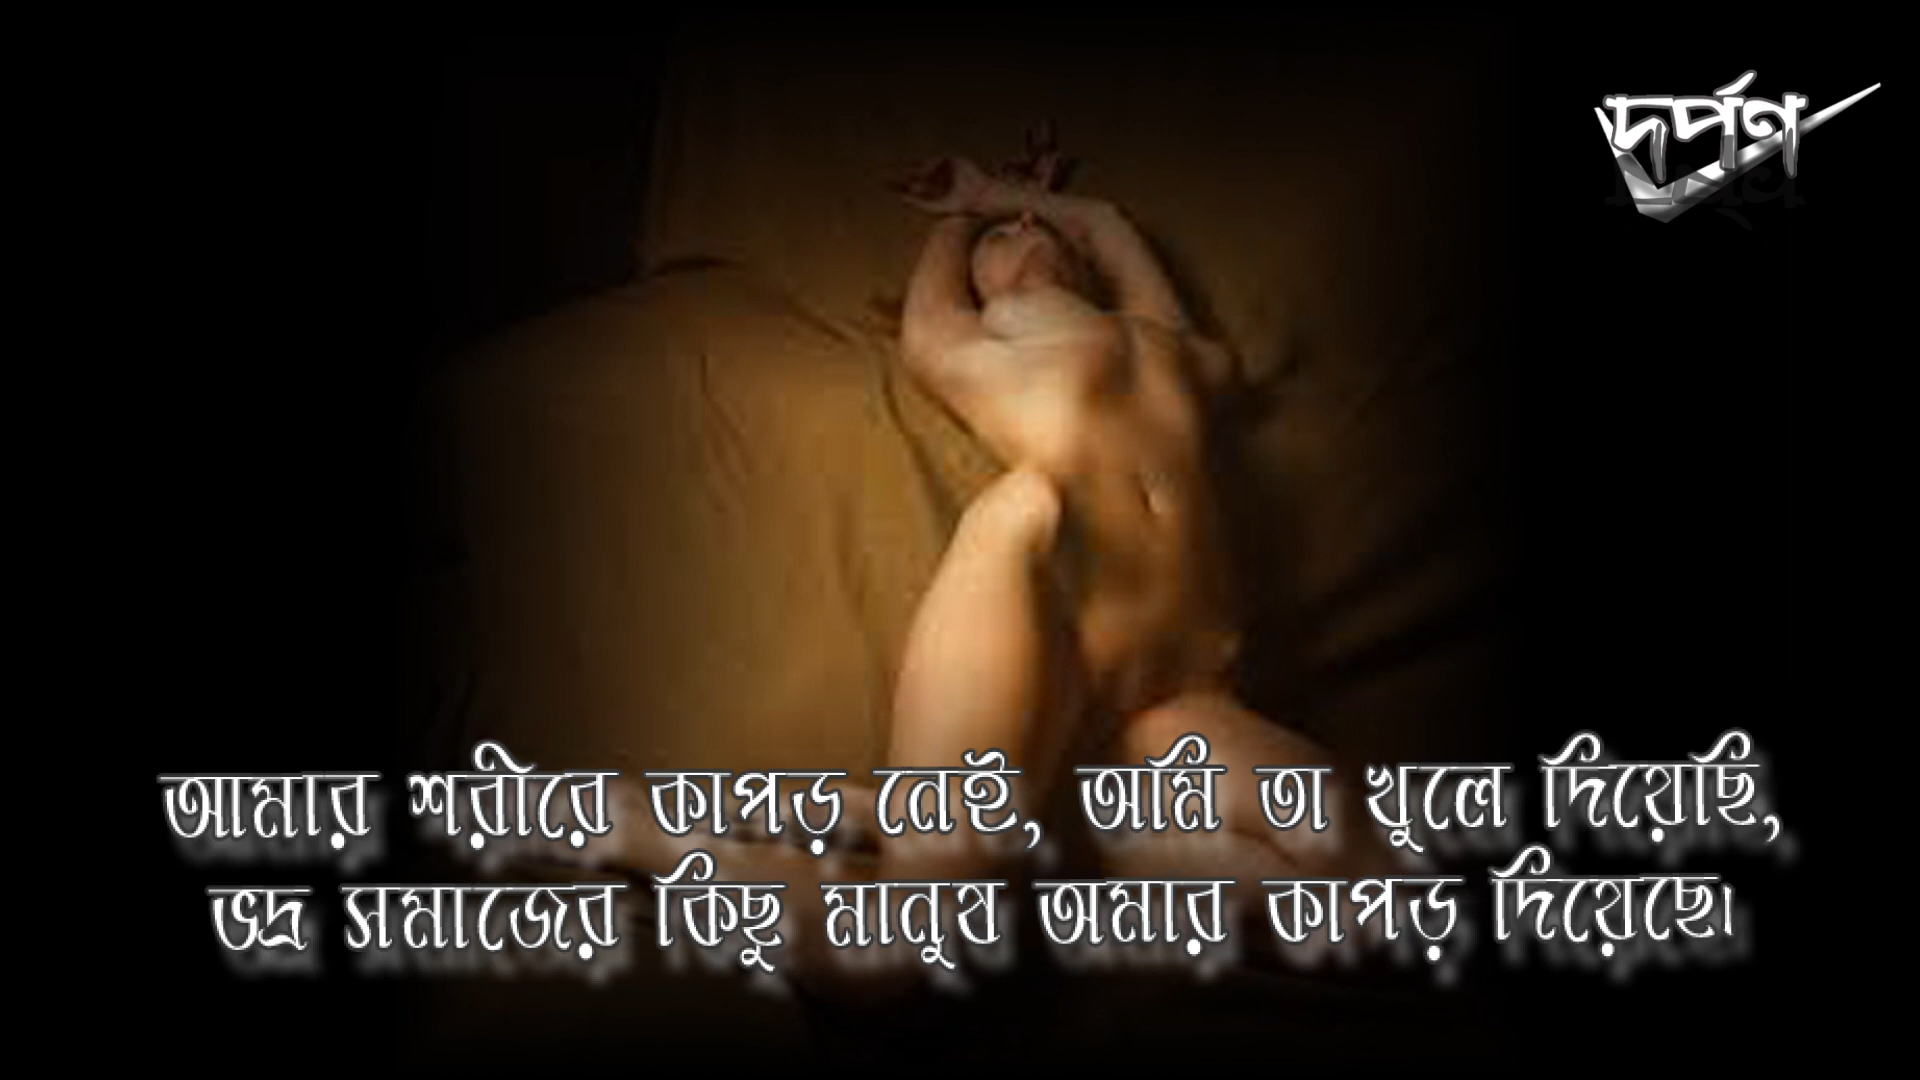 দর্পণ
আমার শরীরে কাপড় নেই, অমি তা খুলে দিয়েছি,
ভদ্র সমাজের কিছু মানুষ অমার কাপড় দিয়েছে।